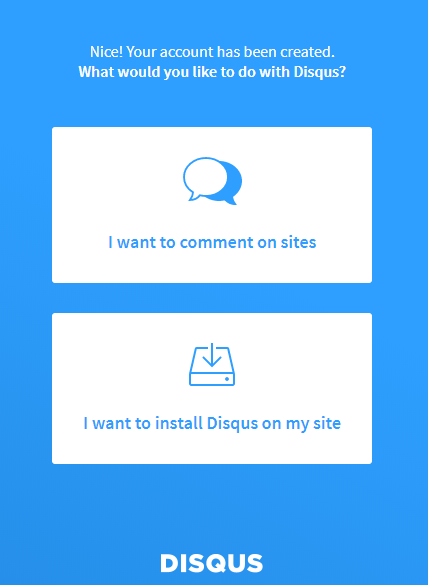 Nice! Your account has been created.
What would you like to do with Disqus?
I want to comment on sites
I want to install Disqus on my site
DISQUS